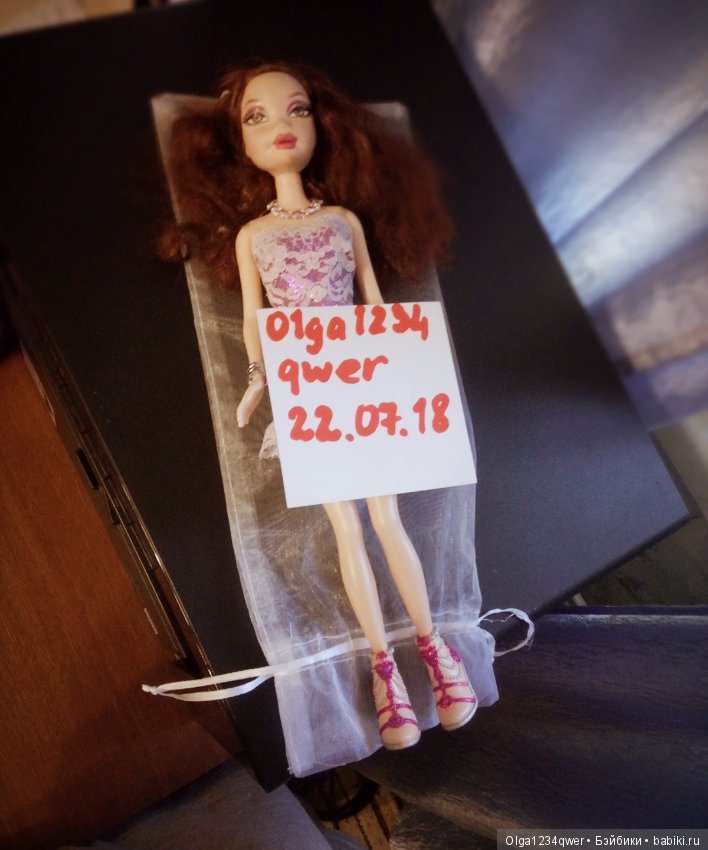 Olga1234
qwer
22.07.18
Olga1234qwer • Бэйбики • babiki.ru